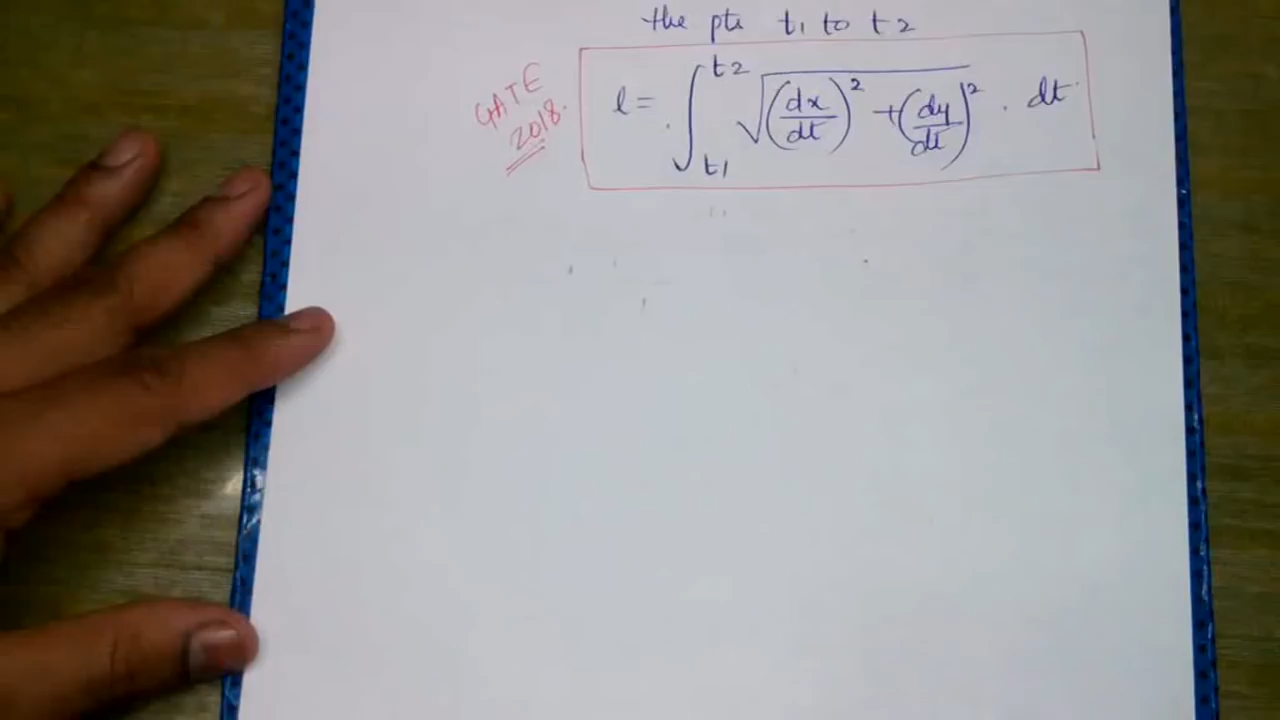 the pts t1 to t2
GATE 2018.
l = ∫_{t1}^{t2} √((dx/dt)² + (dy/dt)²) . dt